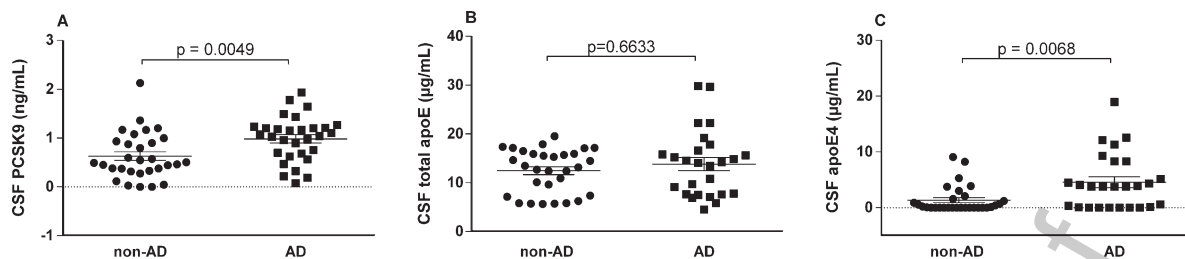 A
CSF PCSK9 (ng/mL)
3
2
1
0
-1
p = 0.0049
non-AD
AD
B
CSF total apoE (µg/mL)
40
30
20
10
0
p=0.6633
non-AD
AD
C
CSF apoE4 (µg/mL)
30
20
10
0
p = 0.0068
non-AD
AD
f